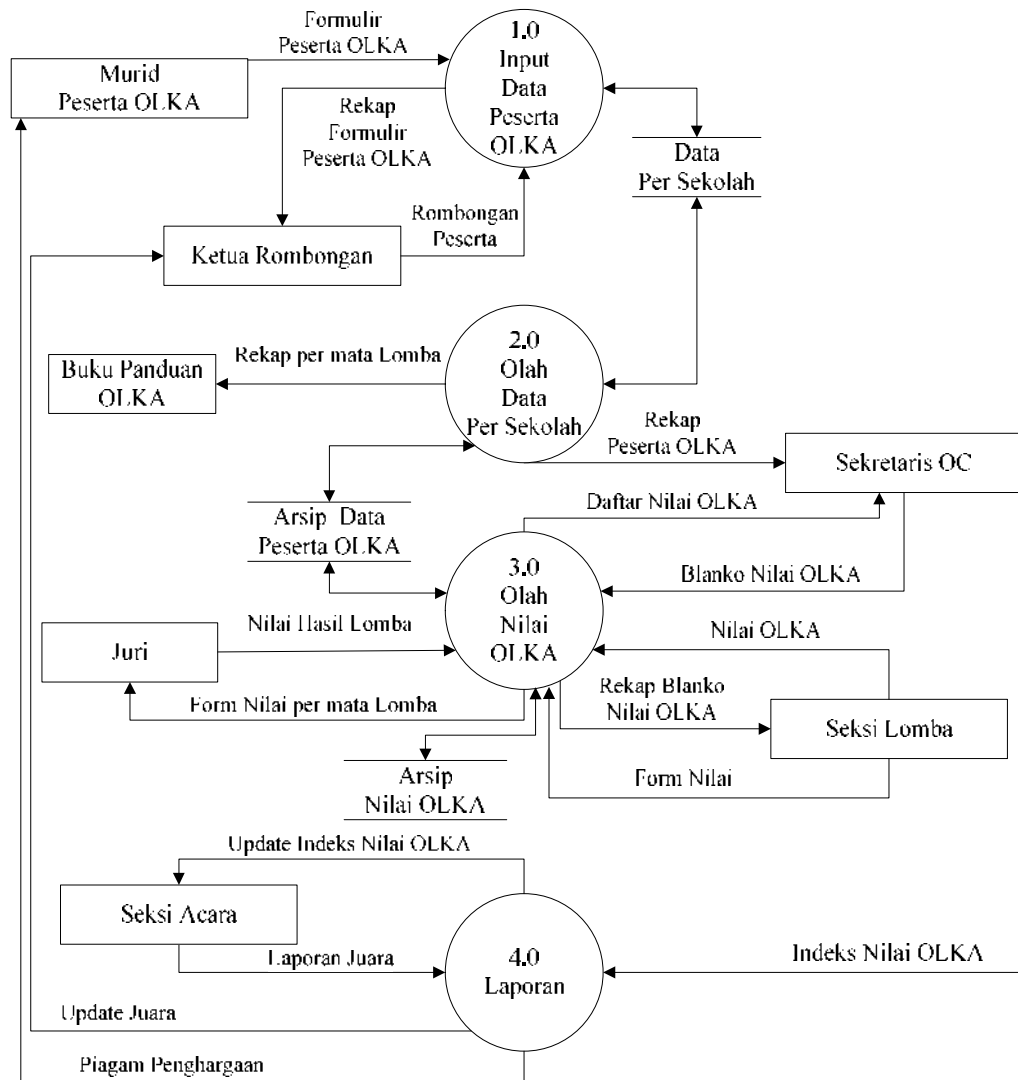 Formulir
Peserta OLKA
1.0
Input
Data
Peserta
OLKA
Murid
Peserta OLKA
Rekap
Formulir
Peserta OLKA
Data
Per Sekolah
Rombongan
Peserta
Ketua Rombongan
2.0
Olah
Data
Per Sekolah
Rekap per mata Lomba
Buku Panduan
OLKA
Rekap
Peserta OLKA
Sekretaris OC
Daftar Nilai OLKA
Arsip Data
Peserta OLKA
3.0
Olah
Nilai
OLKA
Blanko Nilai OLKA
Nilai Hasil Lomba
Nilai OLKA
Juri
Rekap Blanko
Nilai OLKA
Form Nilai per mata Lomba
Seksi Lomba
Arsip
Nilai OLKA
Form Nilai
Update Indeks Nilai OLKA
Seksi Acara
4.0
Laporan
Laporan Juara
Indeks Nilai OLKA
Update Juara
Piagam Penghargaan